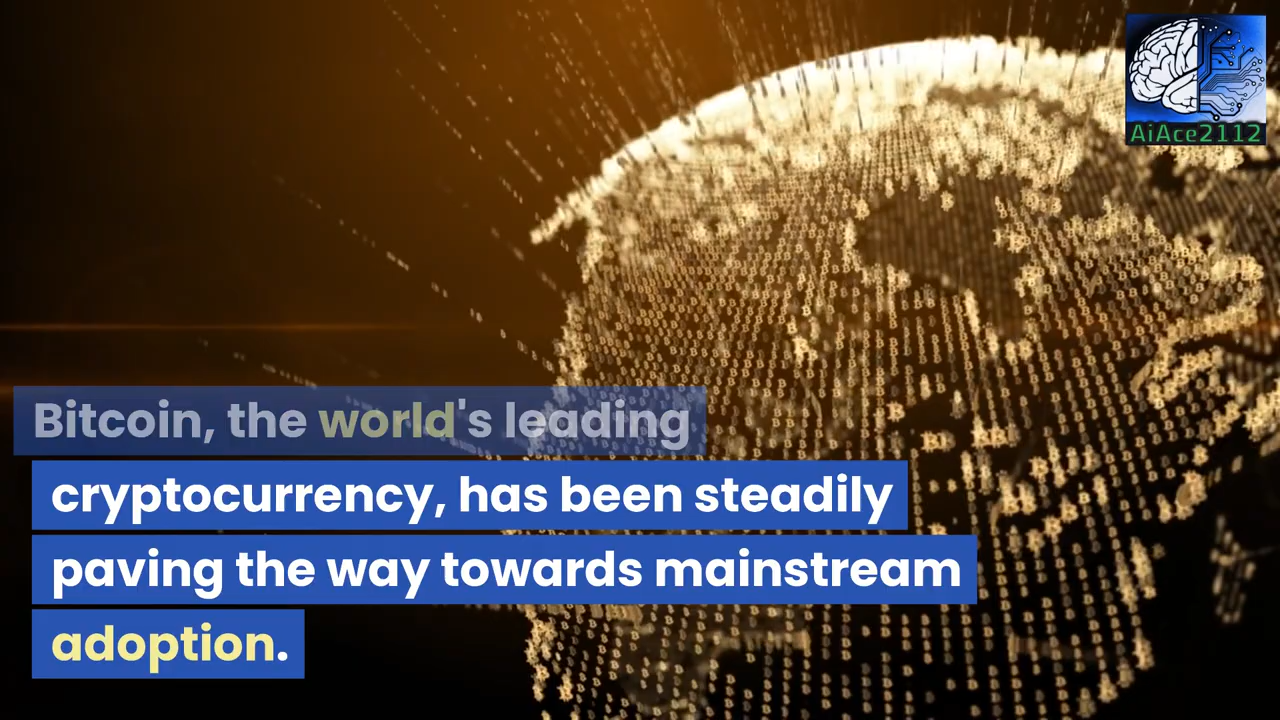 AiAce2112
Bitcoin, the world's leading
cryptocurrency, has been steadily
paving the way towards mainstream
adoption.